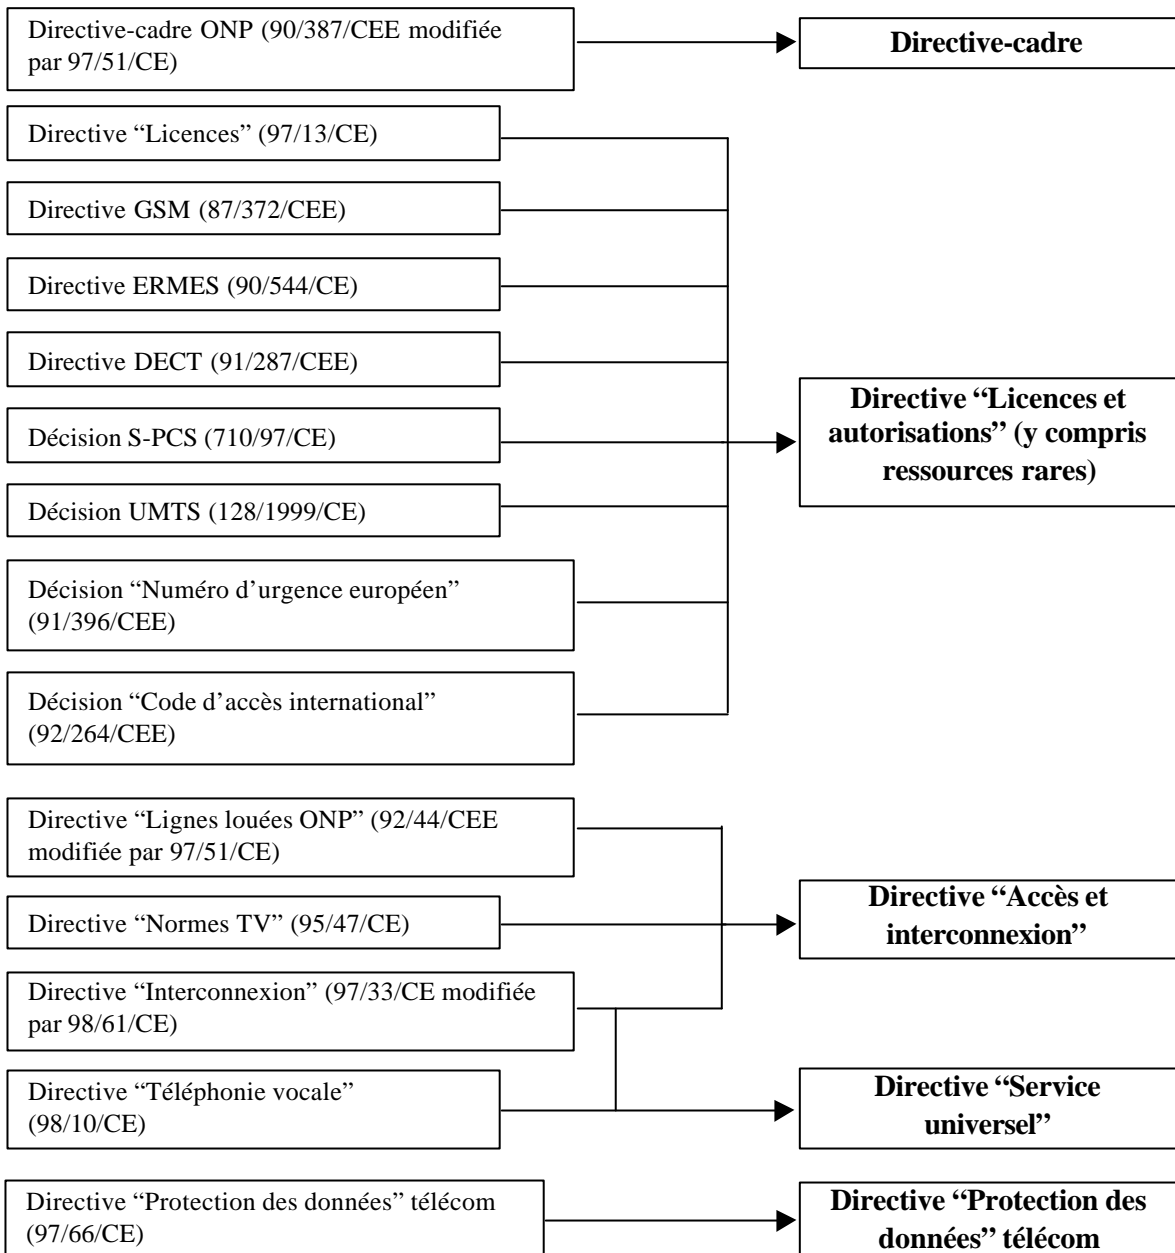 Directive-cadre ONP (90/387/CEE modifiée
par 97/51/CE)
Directive-cadre
Directive “Licences” (97/13/CE)
Directive GSM (87/372/CEE)
Directive ERMES (90/544/CE)
Directive DECT (91/287/CEE)
Décision S-PCS (710/97/CE)
Décision UMTS (128/1999/CE)
Décision “Numéro d’urgence européen”
(91/396/CEE)
Décision “Code d’accès international”
(92/264/CEE)
Directive “Licences et
autorisations” (y compris
ressources rares)
Directive “Lignes louées ONP” (92/44/CEE
modifiée par 97/51/CE)
Directive “Normes TV” (95/47/CE)
Directive “Interconnexion” (97/33/CE modifiée
par 98/61/CE)
Directive “Accès et
interconnexion”
Directive “Téléphonie vocale”
(98/10/CE)
Directive “Service
universel”
Directive “Protection des données” télécom
(97/66/CE)
Directive “Protection des
données” télécom